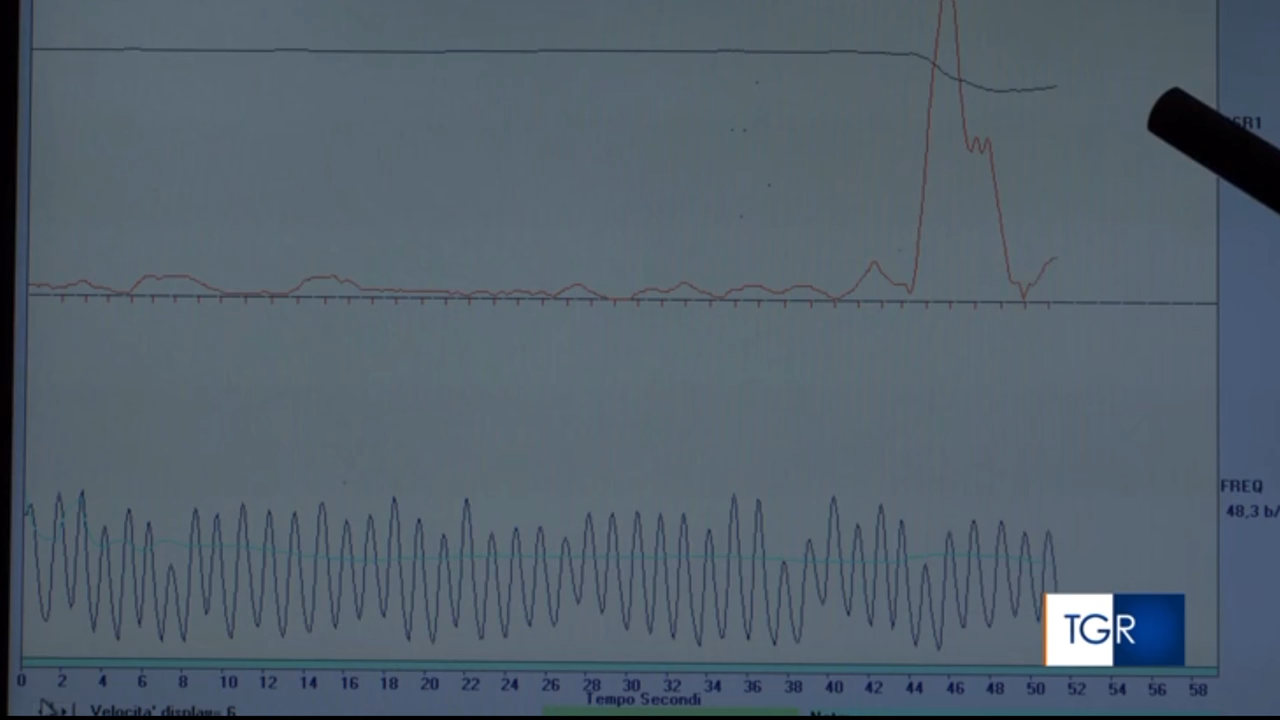 FREQ
48,3 b/
TGR
0 2 4 6 8 10 12 14 16 18 20 22 24 26 28 30 32 34 36 38 40 42 44 46 48 50 52 54 56 58
Tempo Secondi
Velocita' display= 6